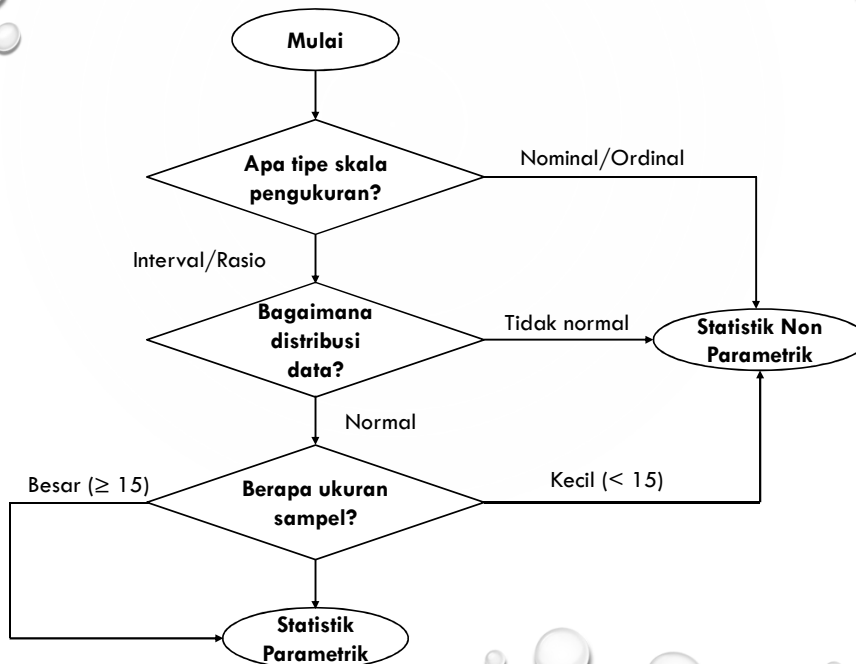 Mulai
Apa tipe skala
pengukuran?
Nominal/Ordinal
Interval/Rasio
Bagaimana
distribusi
data?
Tidak normal
Statistik Non
Parametrik
Normal
Besar (≥ 15)
Berapa ukuran
sampel?
Kecil (< 15)
Statistik
Parametrik